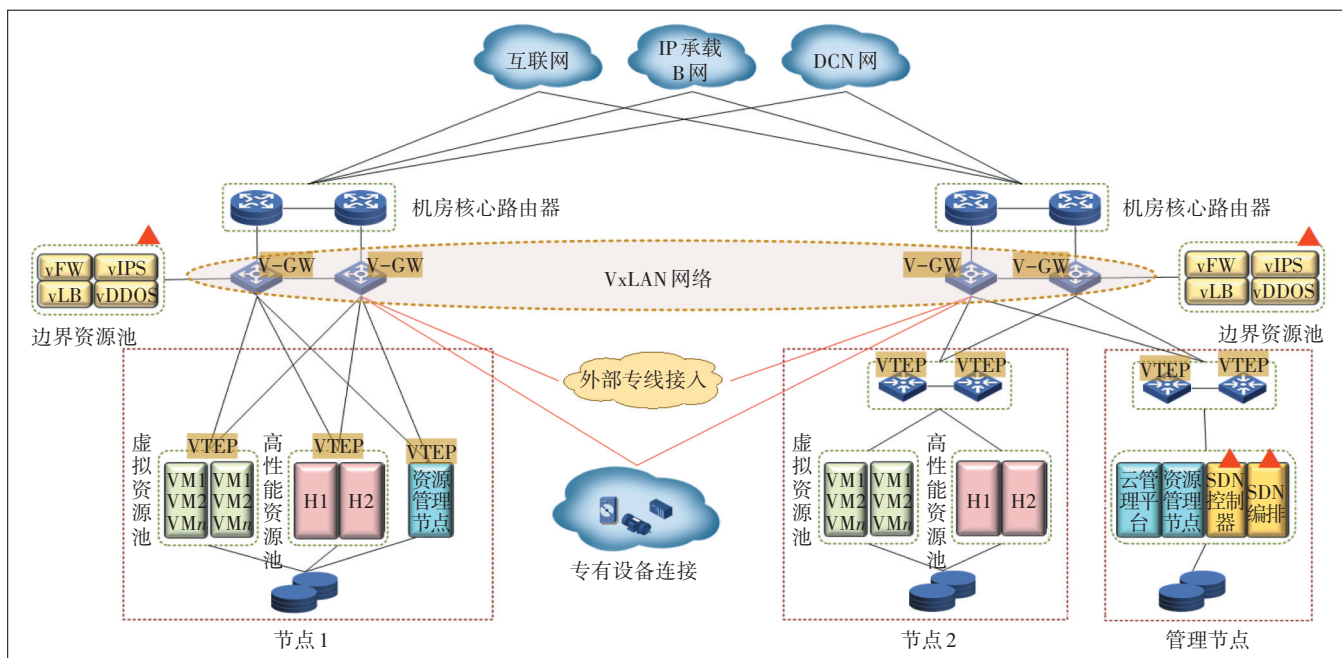 互联网
IP 承载
B 网
DCN 网
机房核心路由器
机房核心路由器
vFW
vIPS
vLB
vDDOS
边界资源池
V-GW
V-GW
VxLAN 网络
V-GW
V-GW
vFW
vIPS
vLB
vDDOS
边界资源池
外部专线接入
专有设备连接
VTEP
VTEP
VTEP
虚拟资源池
VM1
VM2
VMn
VM1
VM2
VMn
高性能资源池
H1
H2
资源
管理
节点
节点 1
VTEP
VTEP
虚拟资源池
VM1
VM2
VMn
VM1
VM2
VMn
高性能资源池
H1
H2
节点 2
VTEP
VTEP
云管
理平
台
资源
管理
节点
SDN
控制
器
SDN
编排
管理节点